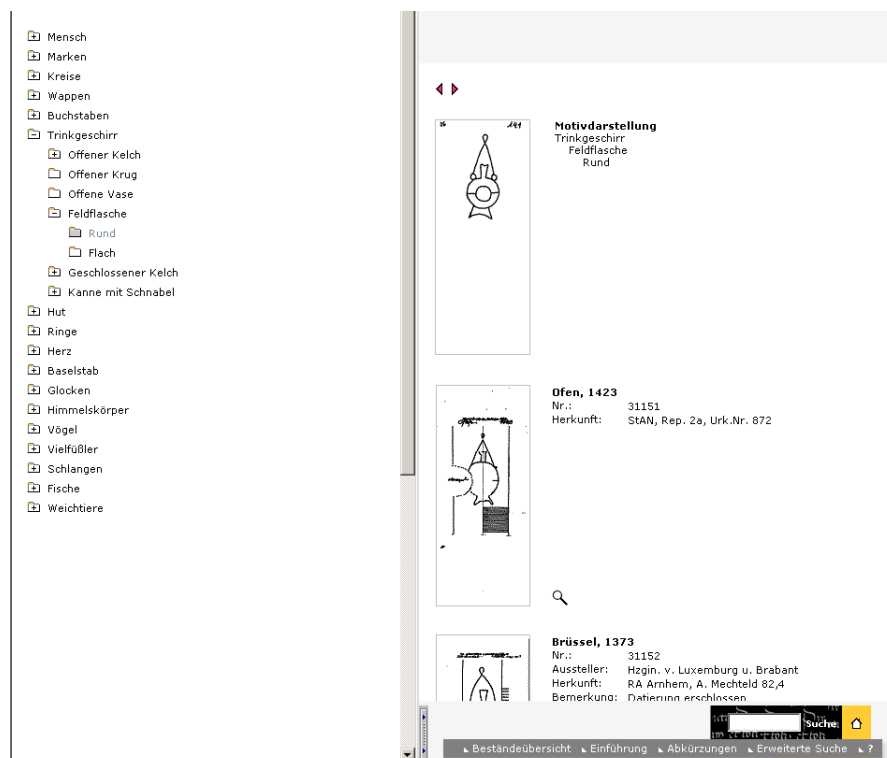 Mensch
Marken
Kreise
Wappen
Buchstaben
Trinkgeschirr
Offener Kelch
Offener Krug
Offene Vase
Feldflasche
Rund
Flach
Geschlossener Kelch
Kanne mit Schnabel
Hut
Ringe
Herz
Baselstab
Glocken
Himmelskörper
Vögel
Vielfüßler
Schlangen
Fische
Weichtiere
Motivdarstellung
Trinkgeschirr
Feldflasche
Rund
Ofen, 1423
Nr.: 31151
Herkunft: StAN, Rep. 2a, Urk.Nr. 872
Brüssel, 1373
Nr.: 31152
Aussteller: Hzgin. v. Luxemburg u. Brabant
Herkunft: RA Arnhem, A. Mechteld 82,4
Bemerkung: Datierung erschlossen
Suche:
Beständeübersicht Einführung Abkürzungen Erweiterte Suche ?